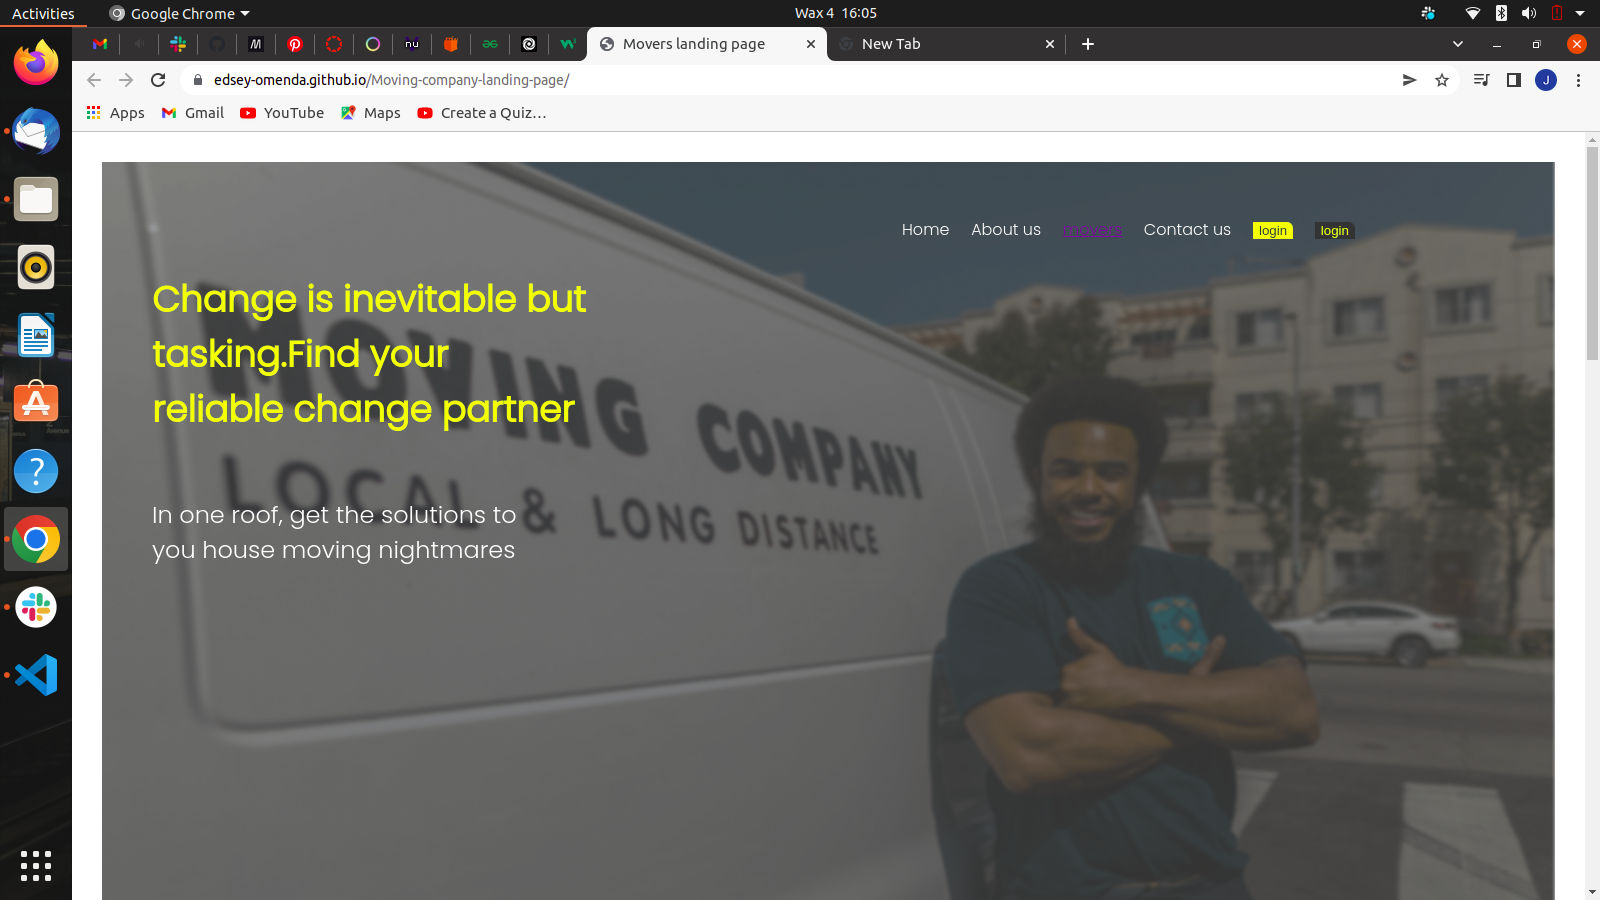 Activities
Google Chrome
Wax 4 16:05
Movers landing page
New Tab
edsey-omenda.github.io/Moving-company-landing-page/
J
Apps
Gmail
YouTube
Maps
Create a Quiz…
Home
About us
movers
Contact us
login
login
Change is inevitable but
tasking.Find your
reliable change partner
In one roof, get the solutions to
you house moving nightmares
MOVING COMPANY
LOCAL & LONG DISTANCE